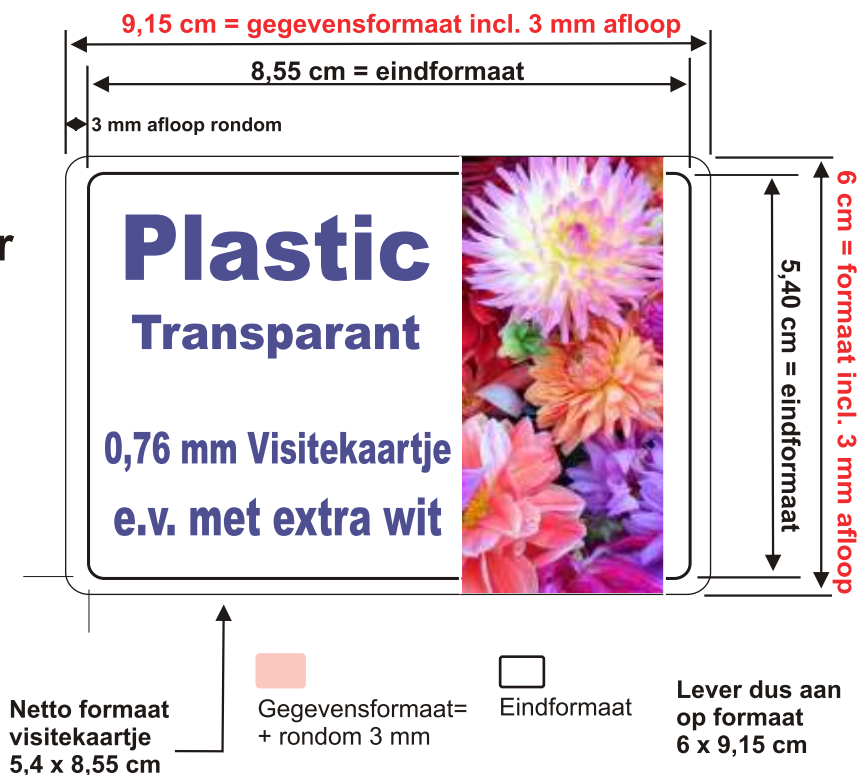 9,15 cm = gegevensformaat incl. 3 mm afloop
8,55 cm = eindformaat
3 mm afloop rondom
r
Plastic
Transparant
0,76 mm Visitekaartje
e.v. met extra wit
5,40 cm = eindformaat
6 cm = formaat incl. 3 mm afloop
Netto formaat
visitekaartje
5,4 x 8,55 cm
Gegevensformaat=
+ rondom 3 mm
Eindformaat
Lever dus aan
op formaat
6 x 9,15 cm